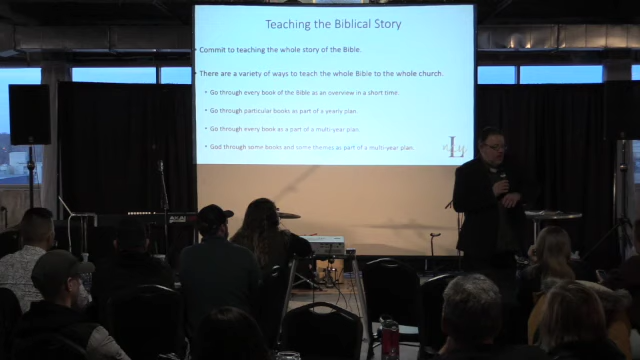 Teaching the Biblical Story
• Commit to teaching the whole story of the Bible.
• There are a variety of ways to teach the whole Bible to the whole church.
• Go through every book of the Bible as an overview in a short time.
• Go through particular books as part of a yearly plan.
• Go through every book as a part of a multi-year plan.
• God through some books and some themes as part of a multi-year plan.
L